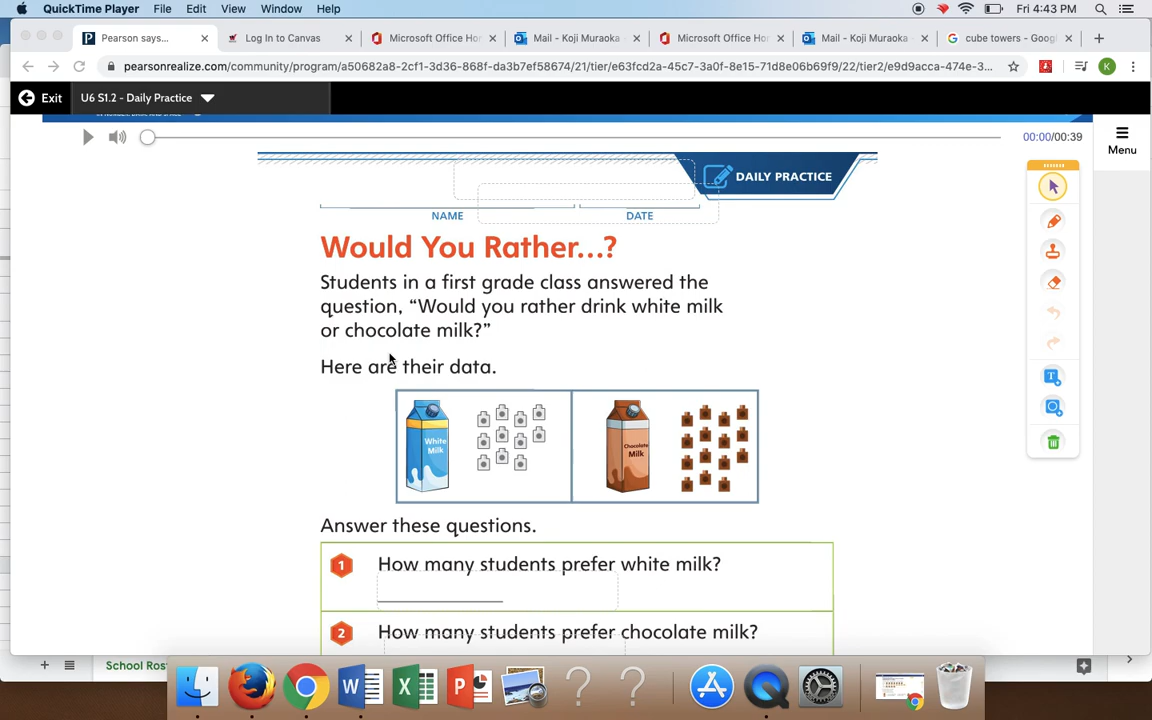 QuickTime Player File Edit View Window Help Fri 4:43 PM
Pearson says... Log In to Canvas Microsoft Office Hor Mail - Koji Muraoka - Microsoft Office Hor Mail - Koji Muraoka - cube towers - Googl
pearsonrealize.com/community/program/a50682a8-2cf1-3d36-868f-da3b7ef58674/21/tier/e63fcd2a-45c7-3a0f-8e15-71d8e06b69f9/22/tier2/e9d9acca-474e-3... K
Exit U6 S1.2 - Daily Practice
00:00/00:39
Menu
DAILY PRACTICE
NAME DATE
Would You Rather...?
Students in a first grade class answered the
question, “Would you rather drink white milk
or chocolate milk?”
Here are their data.
White
Milk
Chocolate
Milk
Answer these questions.
1 How many students prefer white milk?
2 How many students prefer chocolate milk?
School Ros